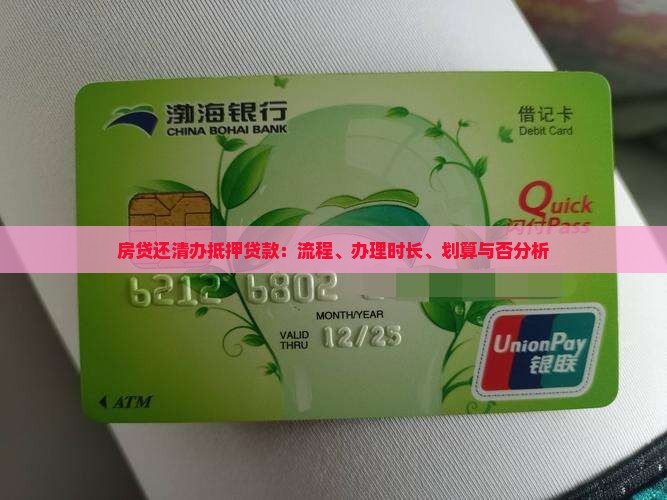 渤海银行
CHINA BOHAI BANK
借记卡
Debit Card
Quick
闪付Pass
房贷还清办抵押贷款：流程、办理时长、划算与否分析
6212 6802
MONTH/YEAR
VALID
THRU
12/25
UnionPay
银联
ATM